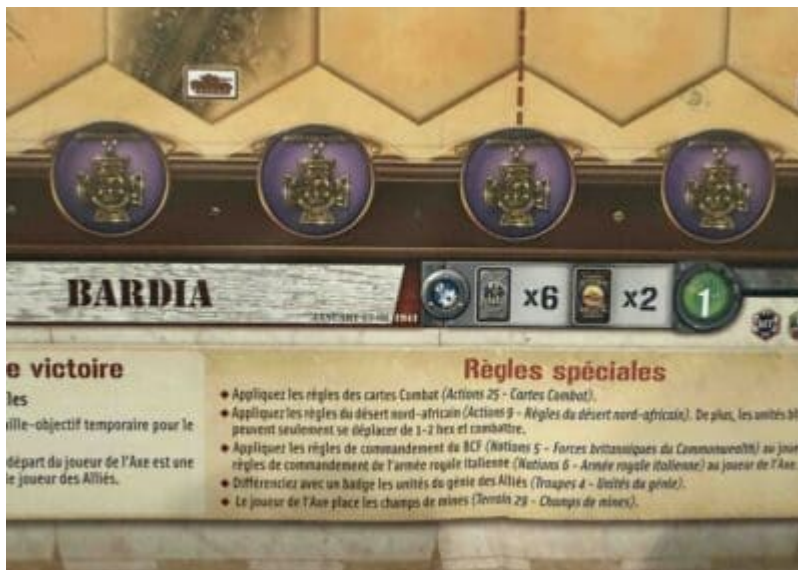 BARDIA
JANUARY 03-06, 1941
x6
x2
1
e victoire
les
ille-objectif temporaire pour le
départ du joueur de l'Axe est une
le joueur des Alliés.
Règles spéciales
Appliquez les règles des cartes Combat (Actions 25 - Cartes Combat).
Appliquez les règles du désert nord-africain (Actions 9 - Règles du désert nord-africain). De plus, les unités bl
peuvent seulement se déplacer de 1-2 hex et combattre.
Appliquez les règles de commandement du BCF (Nations 5 - Forces britanniques du Commonwealth) au jou
règles de commandement de l'armée royale italienne (Nations 6 - Armée royale italienne) au joueur de l'Axe.
Différenciez avec un badge les unités du génie des Alliés (Troupes 4 - Unités du génie).
Le joueur de l'Axe place les champs de mines (Terrain 29 - Champs de mines).